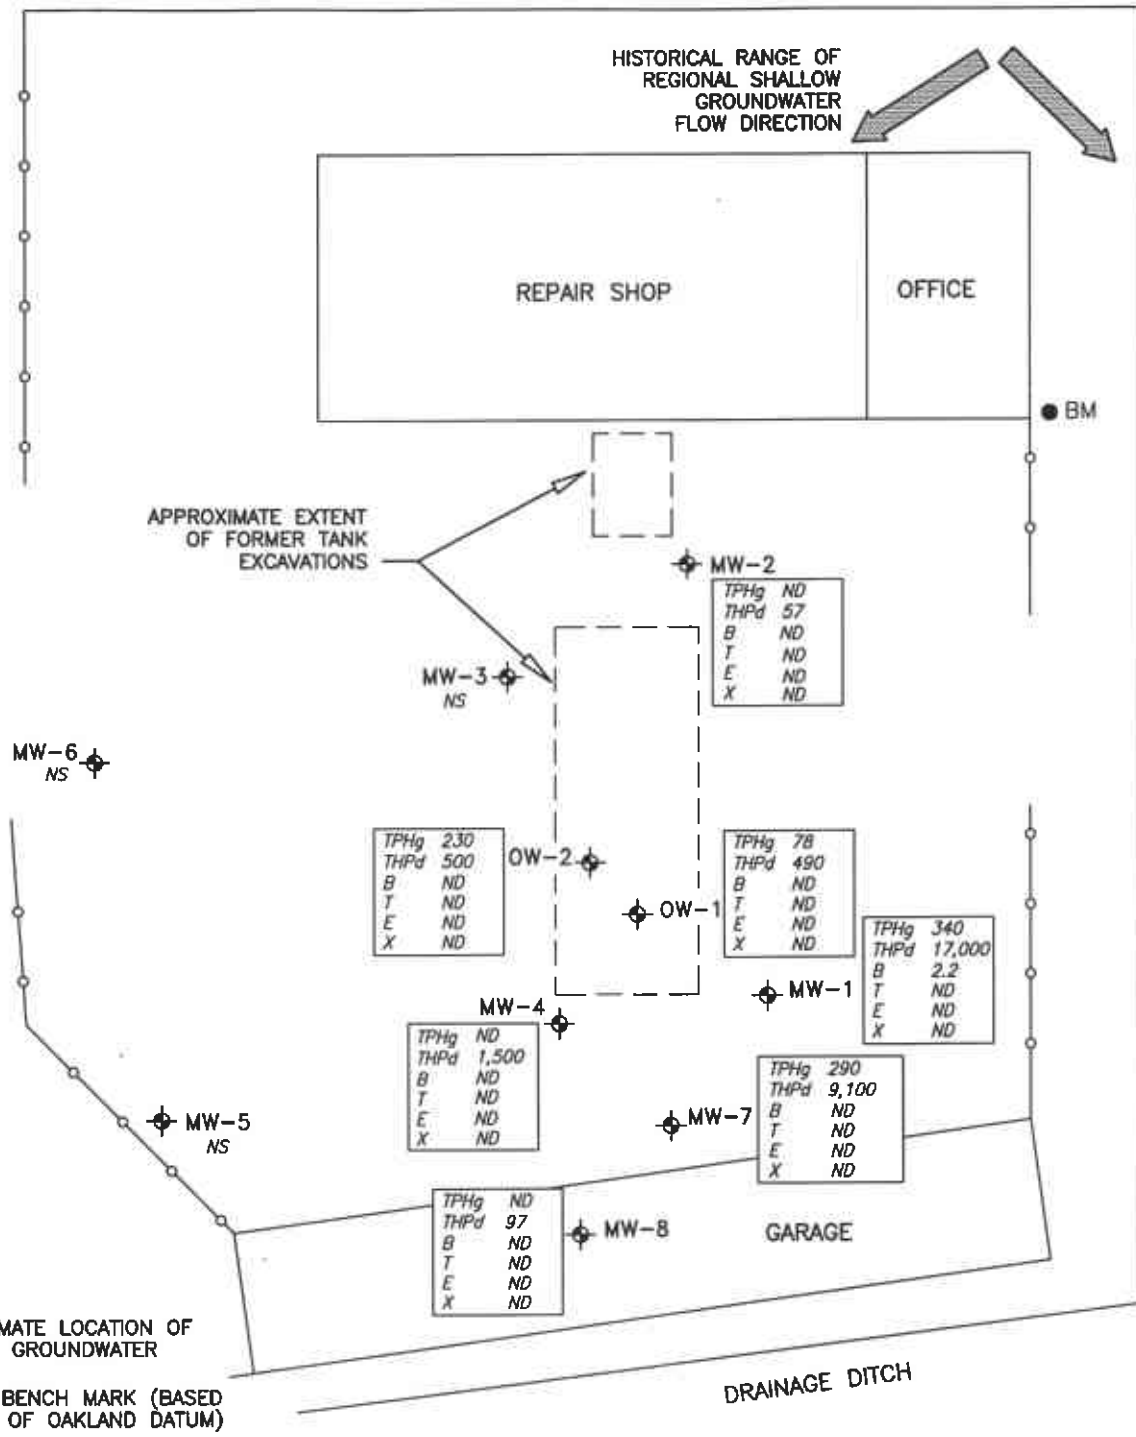 HISTORICAL RANGE OF
REGIONAL SHALLOW
GROUNDWATER
FLOW DIRECTION
REPAIR SHOP
OFFICE
BM
APPROXIMATE EXTENT
OF FORMER TANK
EXCAVATIONS
MW-2
TPHg ND
THPd 57
B ND
T ND
E ND
X ND
MW-3
NS
MW-6
NS
TPHg 230
THPd 500
B ND
T ND
E ND
X ND
OW-2
OW-1
TPHg 78
THPd 490
B ND
T ND
E ND
X ND
TPHg 340
THPd 17,000
B 2.2
T ND
E ND
X ND
MW-1
MW-4
TPHg ND
THPd 1,500
B ND
T ND
E ND
X ND
TPHg 290
THPd 9,100
B ND
T ND
E ND
X ND
MW-7
MW-5
NS
TPHg ND
THPd 97
B ND
T ND
E ND
X ND
MW-8
GARAGE
MATE LOCATION OF
GROUNDWATER
BENCH MARK (BASED
OF OAKLAND DATUM)
DRAINAGE DITCH